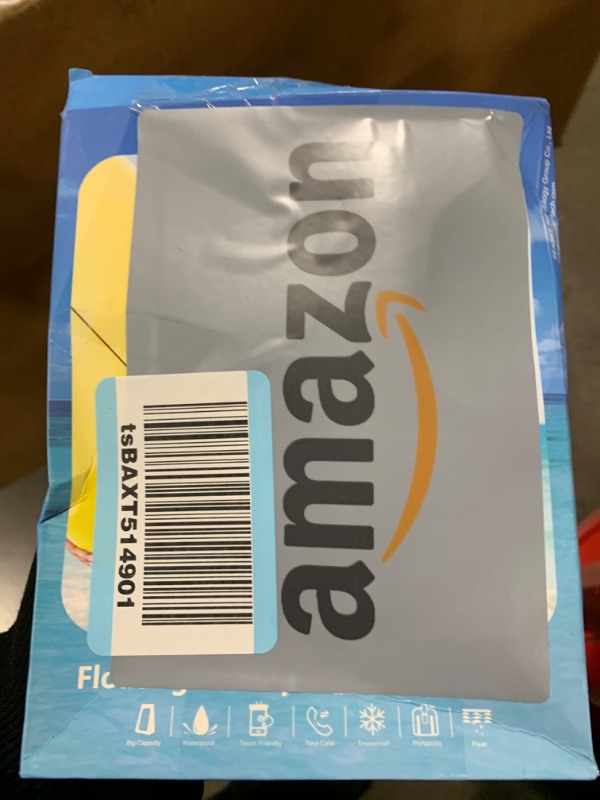 amazon
tsBAXT514901
Big-Capacity
Waterproof
Touch Friendly
Take Calls
Snowproof
Portability
Float